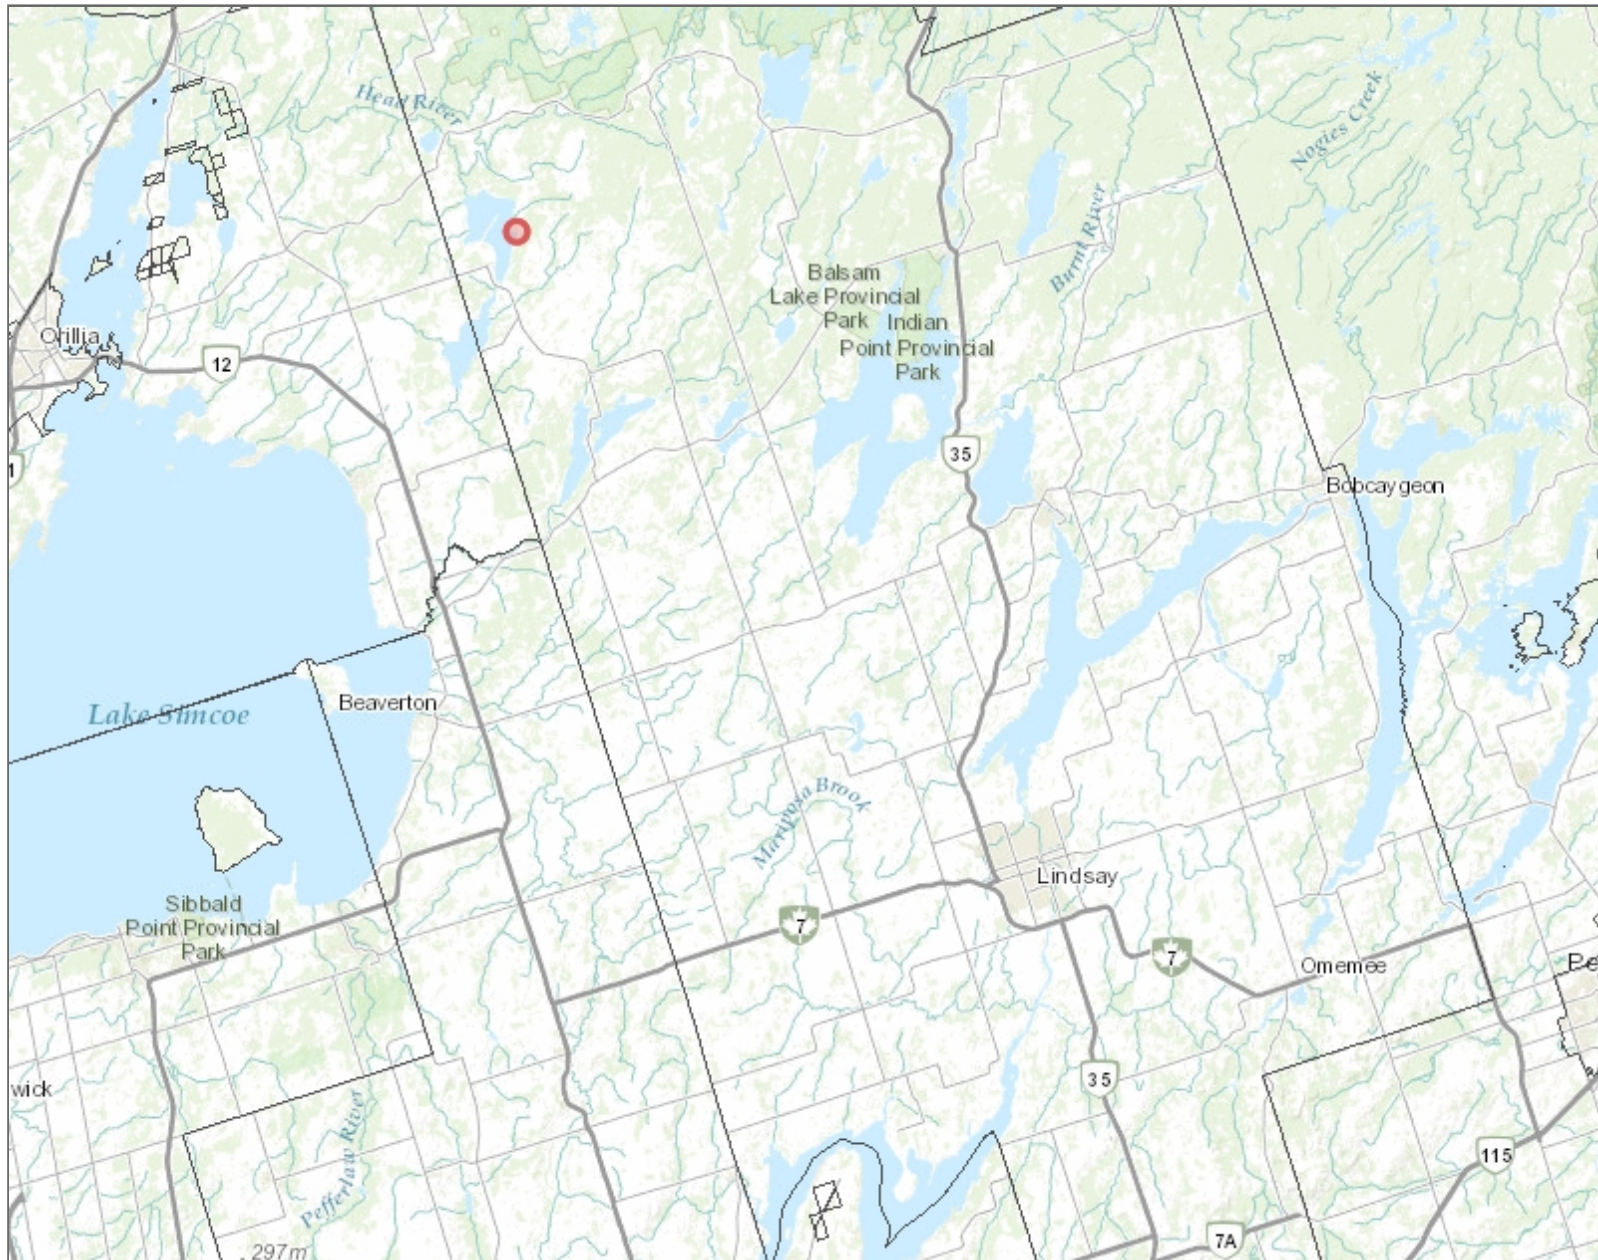 Head River
Nogies Creek
Burnt River
Balsam
Lake Provincial
Park
Indian
Point Provincial
Park
Orillia
12
35
1
Bobcaygeon
Lake Simcoe
Beaverton
Mariposa Brook
Lindsay
Sibbald
Point Provincial
Park
7
7
Omemee
Pe
wick
35
Pefferlaw River
115
7A
297m